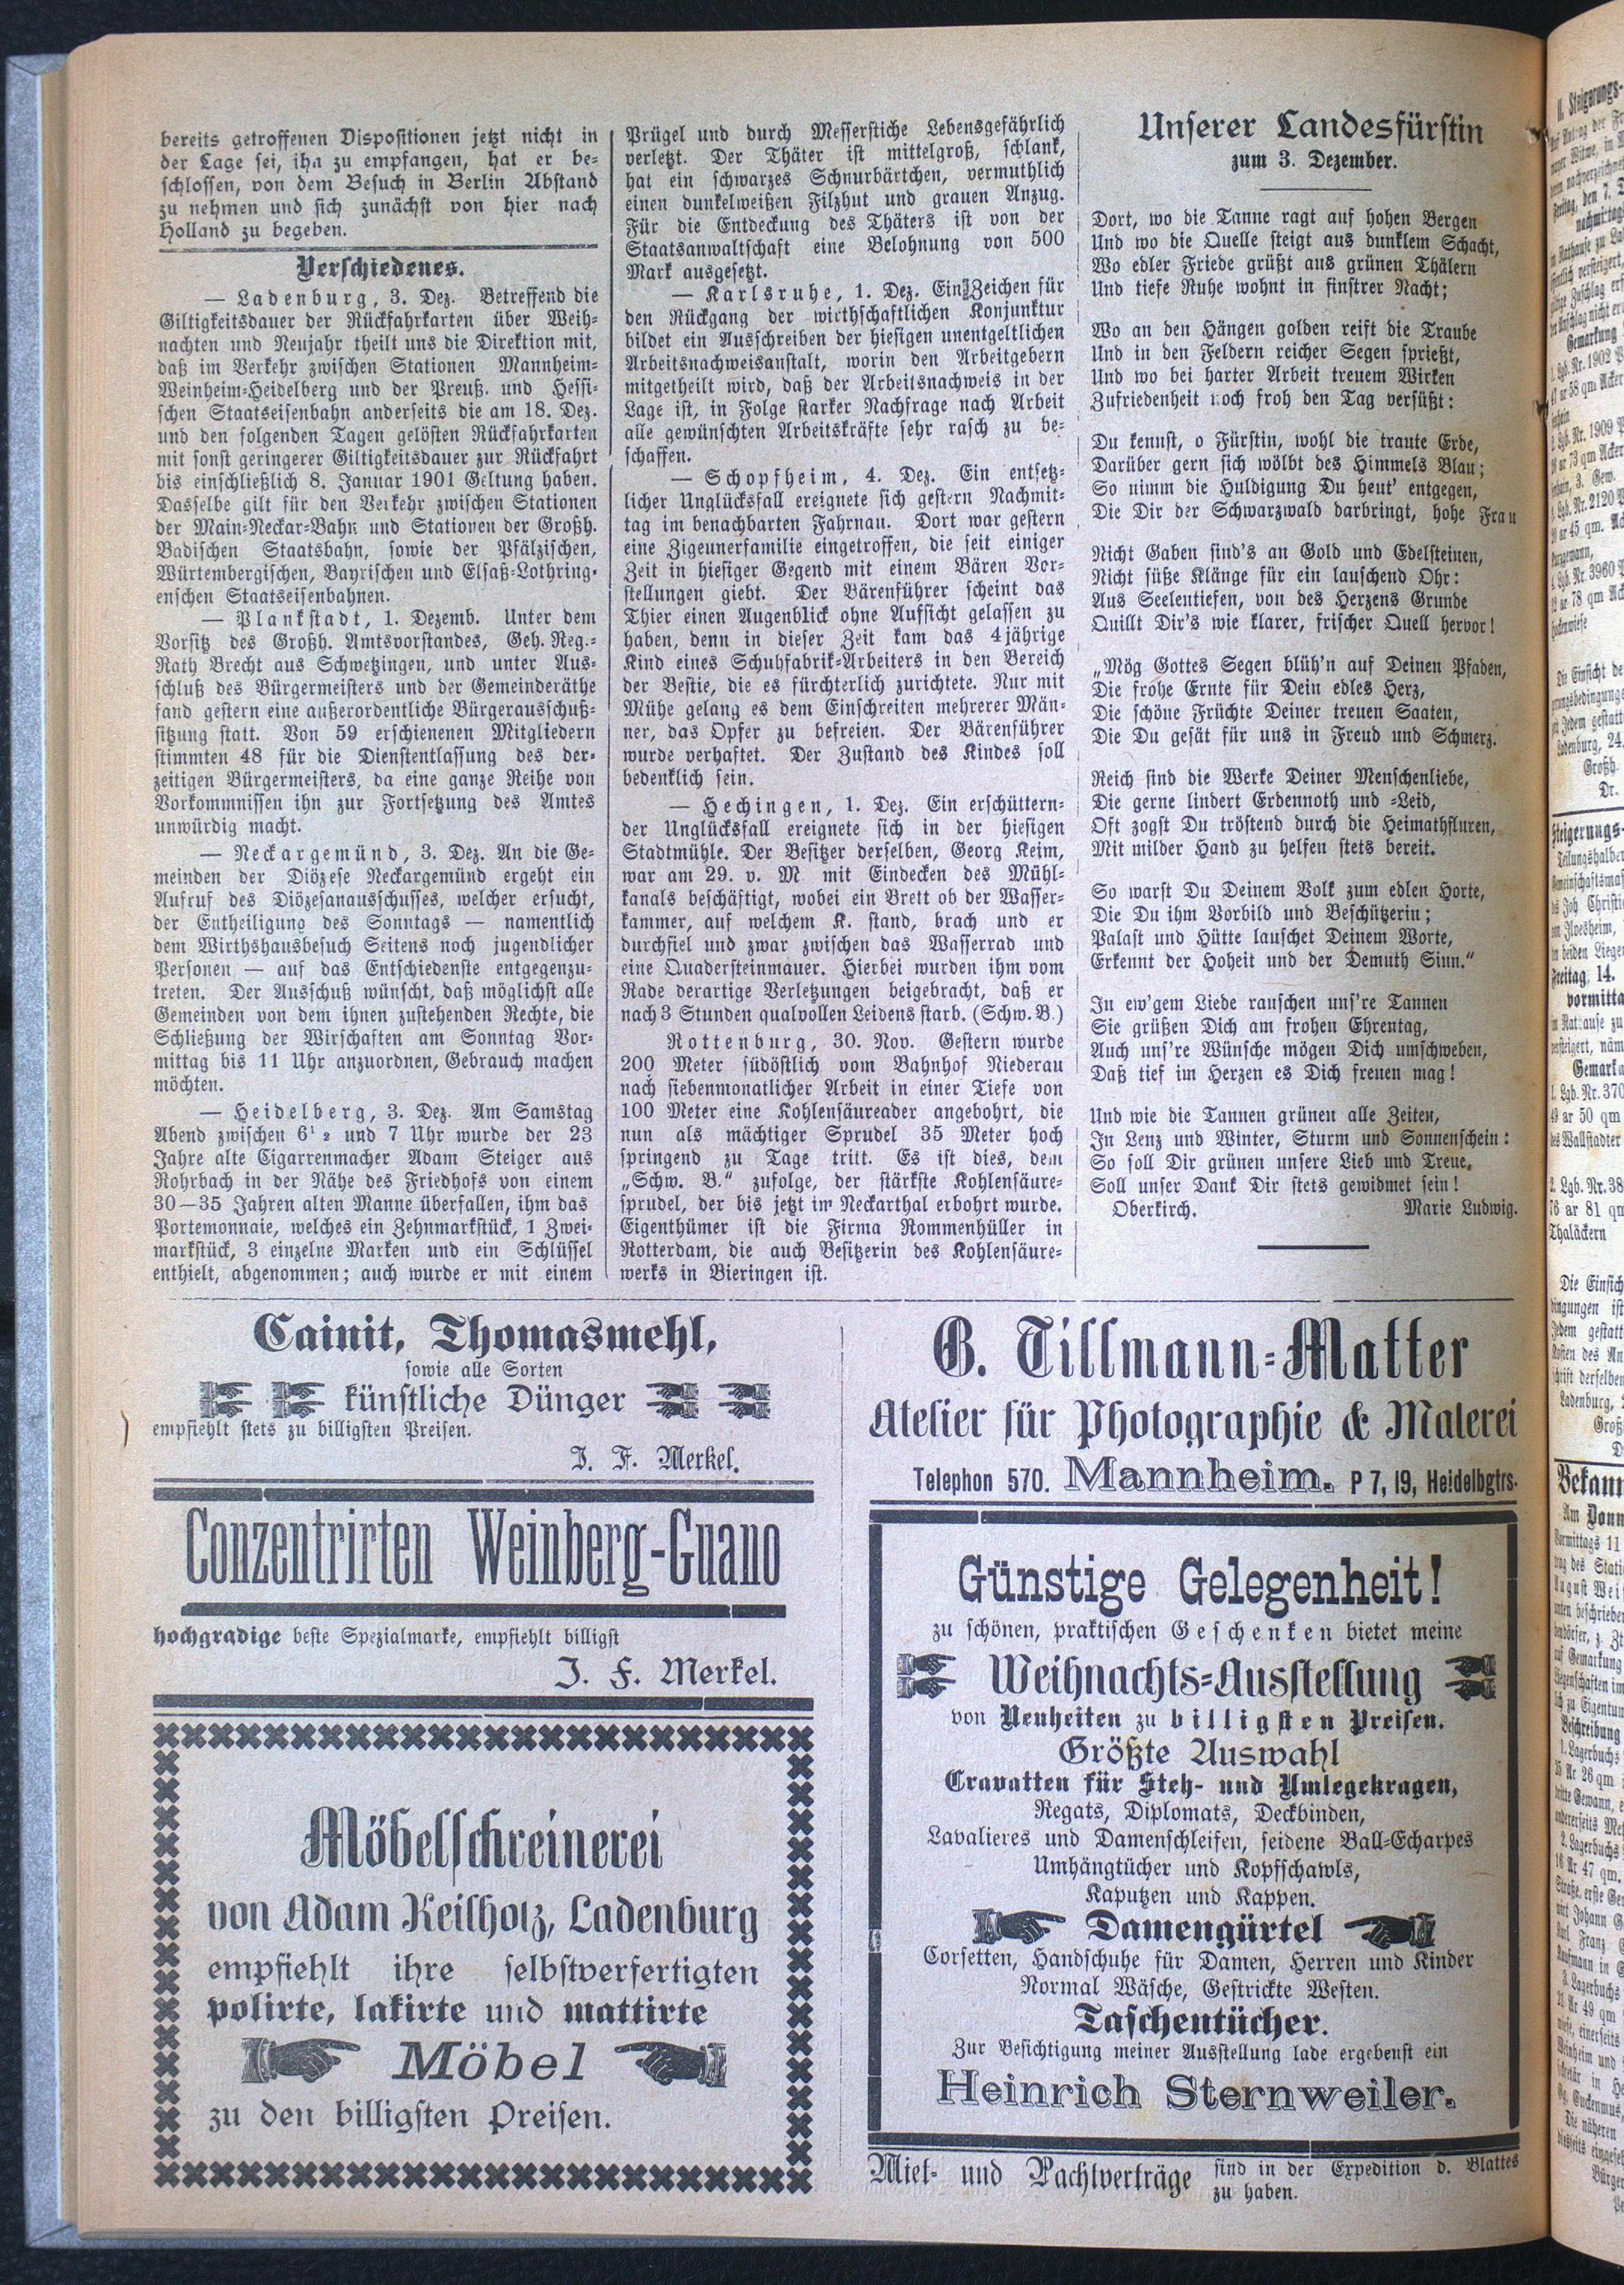 bereits getroffenen Dispositionen jetzt nicht in
der Lage sei, ihn zu empfangen, hat er be-
schlossen, von dem Besuch in Berlin Abstand
zu nehmen und sich zunächst von hier nach
Holland zu begeben.
Verschiedenes.
— Ladenburg, 3. Dez. Betreffend die
Giltigkeitsdauer der Rückfahrkarten über Weih-
nachten und Neujahr theilt uns die Direktion mit,
daß im Verkehr zwischen Stationen Mannheim-
Weinheim-Heidelberg und der Preuß. und Hessi-
schen Staatseisenbahn anderseits die am 18. Dez.
und den folgenden Tagen gelösten Rückfahrkarten
mit sonst geringerer Giltigkeitsdauer zur Rückfahrt
bis einschließlich 8. Januar 1901 Geltung haben.
Dasselbe gilt für den Verkehr zwischen Stationen
der Main-Neckar-Bahn und Stationen der Großh.
Badischen Staatsbahn, sowie der Pfälzischen,
Würtembergischen, Bayrischen und Elsaß-Lothring-
enschen Staatseisenbahnen.
— Plankstadt, 1. Dezemb. Unter dem
Vorsitz des Großh. Amtsvorstandes, Geh. Reg.-
Rath Brecht aus Schwetzingen, und unter Aus-
schluß des Bürgermeisters und der Gemeinderäthe
fand gestern eine außerordentliche Bürgerausschuß-
sitzung statt. Von 59 erschienenen Mitgliedern
stimmten 48 für die Dienstentlassung des der-
zeitigen Bürgermeisters, da eine ganze Reihe von
Vorkommnissen ihn zur Fortsetzung des Amtes
unwürdig macht.
— Neckargemünd, 3. Dez. An die Ge-
meinden der Diözese Neckargemünd ergeht ein
Aufruf des Diözesanausschusses, welcher ersucht,
der Entheiligung des Sonntags — namentlich
dem Wirthshausbesuch Seitens noch jugendlicher
Personen — auf das Entschiedenste entgegenzu-
treten. Der Ausschuß wünscht, daß möglichst alle
Gemeinden von dem ihnen zustehenden Rechte, die
Schließung der Wirschaften am Sonntag Vor-
mittag bis 11 Uhr anzuordnen, Gebrauch machen
möchten.
— Heidelberg, 3. Dez. Am Samstag
Abend zwischen 6½ und 7 Uhr wurde der 23
Jahre alte Cigarrenmacher Adam Steiger aus
Rohrbach in der Nähe des Friedhofs von einem
30—35 Jahren alten Manne überfallen, ihm das
Portemonnaie, welches ein Zehnmarkstück, 1 Zwei-
markstück, 3 einzelne Marken und ein Schlüssel
enthielt, abgenommen; auch wurde er mit einem
Prügel und durch Messerstiche Lebensgefährlich
verletzt. Der Thäter ist mittelgroß, schlank,
hat ein schwarzes Schnurbärtchen, vermuthlich
einen dunkelweißen Filzhut und grauen Anzug.
Für die Entdeckung des Thäters ist von der
Staatsanwaltschaft eine Belohnung von 500
Mark ausgesetzt.
— Karlsruhe, 1. Dez. Ein Zeichen für
den Rückgang der wirthschaftlichen Konjunktur
bildet ein Ausschreiben der hiesigen unentgeltlichen
Arbeitsnachweisanstalt, worin den Arbeitgebern
mitgetheilt wird, daß der Arbeitsnachweis in der
Lage ist, in Folge starker Nachfrage nach Arbeit
alle gewünschten Arbeitskräfte sehr rasch zu be-
schaffen.
— Schopfheim, 4. Dez. Ein entsetz-
licher Unglücksfall ereignete sich gestern Nachmit-
tag im benachbarten Fahrnau. Dort war gestern
eine Zigeunerfamilie eingetroffen, die seit einiger
Zeit in hiesiger Gegend mit einem Bären Vor-
stellungen giebt. Der Bärenführer scheint das
Thier einen Augenblick ohne Aufsicht gelassen zu
haben, denn in dieser Zeit kam das 4jährige
Kind eines Schuhfabrik-Arbeiters in den Bereich
der Bestie, die es fürchterlich zurichtete. Nur mit
Mühe gelang es dem Einschreiten mehrerer Män-
ner, das Opfer zu befreien. Der Bärenführer
wurde verhaftet. Der Zustand des Kindes soll
bedenklich sein.
— Hechingen, 1. Dez. Ein erschüttern-
der Unglücksfall ereignete sich in der hiesigen
Stadtmühle. Der Besitzer derselben, Georg Keim,
war am 29. v. M mit Eindecken des Mühl-
kanals beschäftigt, wobei ein Brett ob der Wasser-
kammer, auf welchem K. stand, brach und er
durchfiel und zwar zwischen das Wasserrad und
eine Quadersteinmauer. Hierbei wurden ihm vom
Rade derartige Verletzungen beigebracht, daß er
nach 3 Stunden qualvollen Leidens starb. (Schw. B.)
Rottenburg, 30. Nov. Gestern wurde
200 Meter südöstlich vom Bahnhof Niederau
nach siebenmonatlicher Arbeit in einer Tiefe von
100 Meter eine Kohlensäureader angebohrt, die
nun als mächtiger Sprudel 35 Meter hoch
springend zu Tage tritt. Es ist dies, dem
„Schw. B.“ zufolge, der stärkste Kohlensäure-
sprudel, der bis jetzt im Neckarthal erbohrt wurde.
Eigenthümer ist die Firma Rommenhüller in
Rotterdam, die auch Besitzerin des Kohlensäure-
werks in Bieringen ist.
Unserer Landesfürstin
zum 3. Dezember.
Dort, wo die Tanne ragt auf hohen Bergen
Und wo die Quelle steigt aus dunklem Schacht,
Wo edler Friede grüßt aus grünen Thälern
Und tiefe Ruhe wohnt in finstrer Nacht;
Wo an den Hängen golden reift die Traube
Und in den Feldern reicher Segen sprießt,
Und wo bei harter Arbeit treuem Wirken
Zufriedenheit noch froh den Tag versüßt:
Du kennst, o Fürstin, wohl die traute Erde,
Darüber gern sich wölbt des Himmels Blau;
So nimm die Huldigung Du heut' entgegen,
Die Dir der Schwarzwald darbringt, hohe Frau
Nicht Gaben sind's an Gold und Edelsteinen,
Nicht süße Klänge für ein lauschend Ohr:
Aus Seelentiefen, von des Herzens Grunde
Quillt Dir's wie klarer, frischer Quell hervor!
„Mög Gottes Segen blüh'n auf Deinen Pfaden,
Die frohe Ernte für Dein edles Herz,
Die schöne Früchte Deiner treuen Saaten,
Die Du gesät für uns in Freud und Schmerz.
Reich sind die Werke Deiner Menschenliebe,
Die gerne lindert Erdennoth und -Leid,
Oft zogst Du tröstend durch die Heimathfluren,
Mit milder Hand zu helfen stets bereit.
So warst Du Deinem Volk zum edlen Horte,
Die Du ihm Vorbild und Beschützerin;
Palast und Hütte lauschet Deinem Worte,
Erkennt der Hoheit und der Demuth Sinn.“
In ew'gem Liede rauschen uns're Tannen
Sie grüßen Dich am frohen Ehrentag,
Auch uns're Wünsche mögen Dich umschweben,
Daß tief im Herzen es Dich freuen mag!
Und wie die Tannen grünen alle Zeiten,
In Lenz und Winter, Sturm und Sonnenschein:
So soll Dir grünen unsere Lieb und Treue,
Soll unser Dank Dir stets gewidmet sein!
Oberkirch. Marie Ludwig.
Cainit, Thomasmehl,
sowie alle Sorten
künstliche Dünger
empfiehlt stets zu billigsten Preisen.
J. F. Merkel.
Conzentrirten Weinberg-Guano
hochgradige beste Spezialmarke, empfiehlt billigst
J. F. Merkel.
Möbelschreinerei
von Adam Keilholz, Ladenburg
empfiehlt ihre selbstverfertigten
polirte, lakirte und mattirte
Möbel
zu den billigsten Preisen.
G. Tillmann-Matter
Atelier für Photographie & Malerei
Telephon 570. Mannheim. P 7, 19, Heidelbgtrs.
Günstige Gelegenheit!
zu schönen, praktischen Geschenken bietet meine
Weihnachts-Ausstellung
von Neuheiten zu billigsten Preisen.
Größte Auswahl
Cravatten für Steh- und Umlegekragen,
Regats, Diplomats, Deckbinden,
Lavalieres und Damenschleifen, seidene Ball-Echarpes
Umhängtücher und Kopfschawls,
Kaputzen und Kappen.
Damengürtel
Corsetten, Handschuhe für Damen, Herren und Kinder
Normal Wäsche, Gestrickte Westen.
Taschentücher.
Zur Besichtigung meiner Ausstellung lade ergebenst ein
Heinrich Sternweiler.
Miet- und Pachtverträge sind in der Expedition d. Blattes
zu haben.